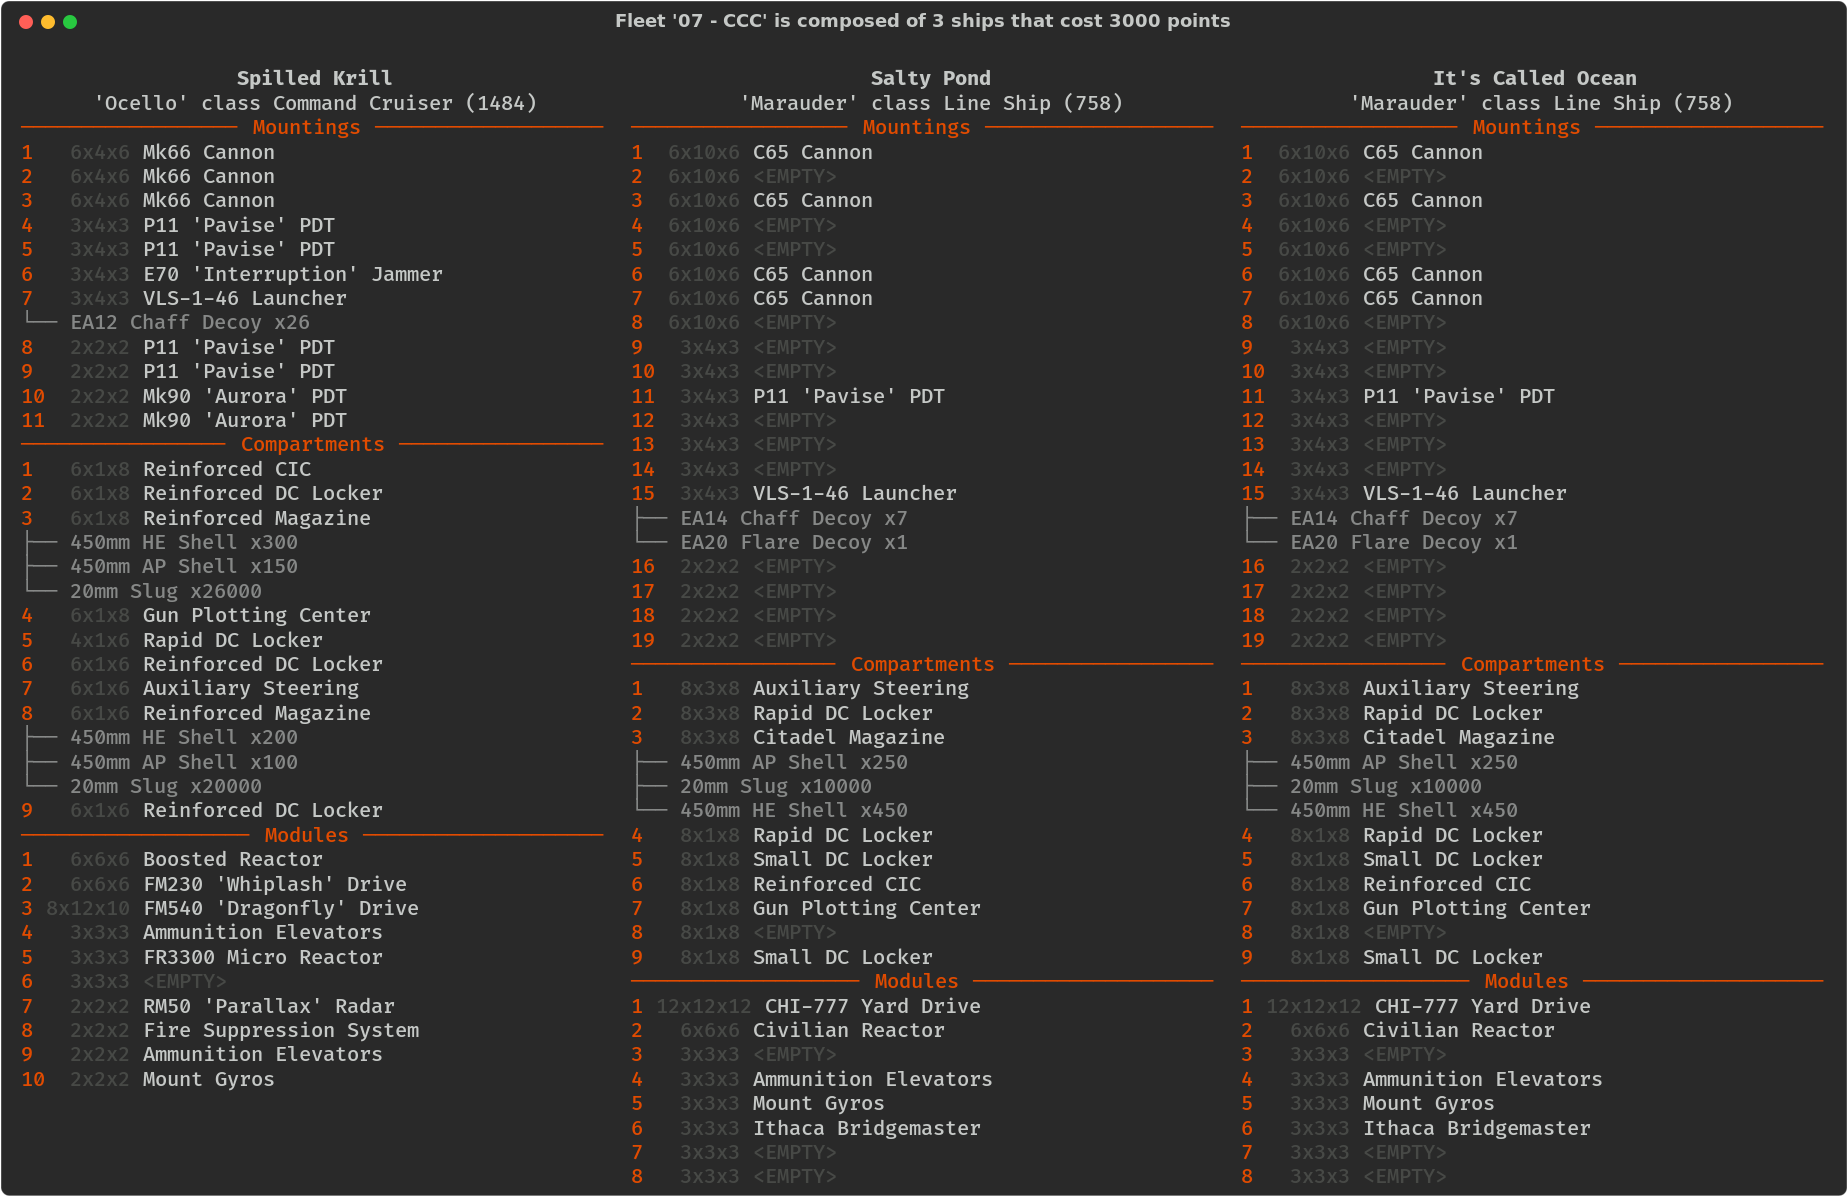 Fleet '07 - CCC' is composed of 3 ships that cost 3000 points
Spilled Krill
'Ocello' class Command Cruiser (1484)
Mountings
1 6x4x6 Mk66 Cannon
2 6x4x6 Mk66 Cannon
3 6x4x6 Mk66 Cannon
4 3x4x3 P11 'Pavise' PDT
5 3x4x3 P11 'Pavise' PDT
6 3x4x3 E70 'Interruption' Jammer
7 3x4x3 VLS-1-46 Launcher
└── EA12 Chaff Decoy x26
8 2x2x2 P11 'Pavise' PDT
9 2x2x2 P11 'Pavise' PDT
10 2x2x2 Mk90 'Aurora' PDT
11 2x2x2 Mk90 'Aurora' PDT
Compartments
1 6x1x8 Reinforced CIC
2 6x1x8 Reinforced DC Locker
3 6x1x8 Reinforced Magazine
├── 450mm HE Shell x300
├── 450mm AP Shell x150
└── 20mm Slug x26000
4 6x1x8 Gun Plotting Center
5 4x1x6 Rapid DC Locker
6 6x1x6 Reinforced DC Locker
7 6x1x6 Auxiliary Steering
8 6x1x6 Reinforced Magazine
├── 450mm HE Shell x200
├── 450mm AP Shell x100
└── 20mm Slug x20000
9 6x1x6 Reinforced DC Locker
Modules
1 6x6x6 Boosted Reactor
2 6x6x6 FM230 'Whiplash' Drive
3 8x12x10 FM540 'Dragonfly' Drive
4 3x3x3 Ammunition Elevators
5 3x3x3 FR3300 Micro Reactor
6 3x3x3 <EMPTY>
7 2x2x2 RM50 'Parallax' Radar
8 2x2x2 Fire Suppression System
9 2x2x2 Ammunition Elevators
10 2x2x2 Mount Gyros
Salty Pond
'Marauder' class Line Ship (758)
Mountings
1 6x10x6 C65 Cannon
2 6x10x6 <EMPTY>
3 6x10x6 C65 Cannon
4 6x10x6 <EMPTY>
5 6x10x6 <EMPTY>
6 6x10x6 C65 Cannon
7 6x10x6 C65 Cannon
8 6x10x6 <EMPTY>
9 3x4x3 <EMPTY>
10 3x4x3 <EMPTY>
11 3x4x3 P11 'Pavise' PDT
12 3x4x3 <EMPTY>
13 3x4x3 <EMPTY>
14 3x4x3 <EMPTY>
15 3x4x3 VLS-1-46 Launcher
├── EA14 Chaff Decoy x7
└── EA20 Flare Decoy x1
16 2x2x2 <EMPTY>
17 2x2x2 <EMPTY>
18 2x2x2 <EMPTY>
19 2x2x2 <EMPTY>
Compartments
1 8x3x8 Auxiliary Steering
2 8x3x8 Rapid DC Locker
3 8x3x8 Citadel Magazine
├── 450mm AP Shell x250
├── 20mm Slug x10000
└── 450mm HE Shell x450
4 8x1x8 Rapid DC Locker
5 8x1x8 Small DC Locker
6 8x1x8 Reinforced CIC
7 8x1x8 Gun Plotting Center
8 8x1x8 <EMPTY>
9 8x1x8 Small DC Locker
Modules
1 12x12x12 CHI-777 Yard Drive
2 6x6x6 Civilian Reactor
3 3x3x3 <EMPTY>
4 3x3x3 Ammunition Elevators
5 3x3x3 Mount Gyros
6 3x3x3 Ithaca Bridgemaster
7 3x3x3 <EMPTY>
8 3x3x3 <EMPTY>
It's Called Ocean
'Marauder' class Line Ship (758)
Mountings
1 6x10x6 C65 Cannon
2 6x10x6 <EMPTY>
3 6x10x6 C65 Cannon
4 6x10x6 <EMPTY>
5 6x10x6 <EMPTY>
6 6x10x6 C65 Cannon
7 6x10x6 C65 Cannon
8 6x10x6 <EMPTY>
9 3x4x3 <EMPTY>
10 3x4x3 <EMPTY>
11 3x4x3 P11 'Pavise' PDT
12 3x4x3 <EMPTY>
13 3x4x3 <EMPTY>
14 3x4x3 <EMPTY>
15 3x4x3 VLS-1-46 Launcher
├── EA14 Chaff Decoy x7
└── EA20 Flare Decoy x1
16 2x2x2 <EMPTY>
17 2x2x2 <EMPTY>
18 2x2x2 <EMPTY>
19 2x2x2 <EMPTY>
Compartments
1 8x3x8 Auxiliary Steering
2 8x3x8 Rapid DC Locker
3 8x3x8 Citadel Magazine
├── 450mm AP Shell x250
├── 20mm Slug x10000
└── 450mm HE Shell x450
4 8x1x8 Rapid DC Locker
5 8x1x8 Small DC Locker
6 8x1x8 Reinforced CIC
7 8x1x8 Gun Plotting Center
8 8x1x8 <EMPTY>
9 8x1x8 Small DC Locker
Modules
1 12x12x12 CHI-777 Yard Drive
2 6x6x6 Civilian Reactor
3 3x3x3 <EMPTY>
4 3x3x3 Ammunition Elevators
5 3x3x3 Mount Gyros
6 3x3x3 Ithaca Bridgemaster
7 3x3x3 <EMPTY>
8 3x3x3 <EMPTY>